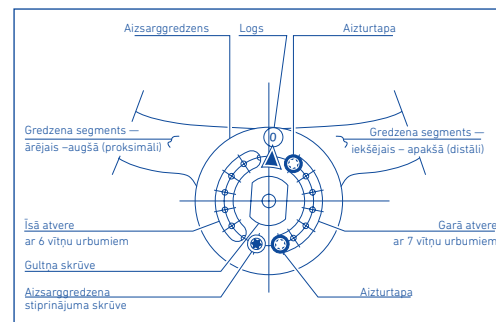 Aizsarggredzens
Logs
Aizturtapa
0
Gredzena segments —
ārējais –augšā (proksimāli)
Gredzena segments —
iekšējais – apakšā (distāli)
Īsā atvere
ar 6 vītņu urbumiem
Garā atvere
ar 7 vītņu urbumiem
Gultņa skrūve
Aizsarggredzena
stiprinājuma skrūve
Aizturtapa